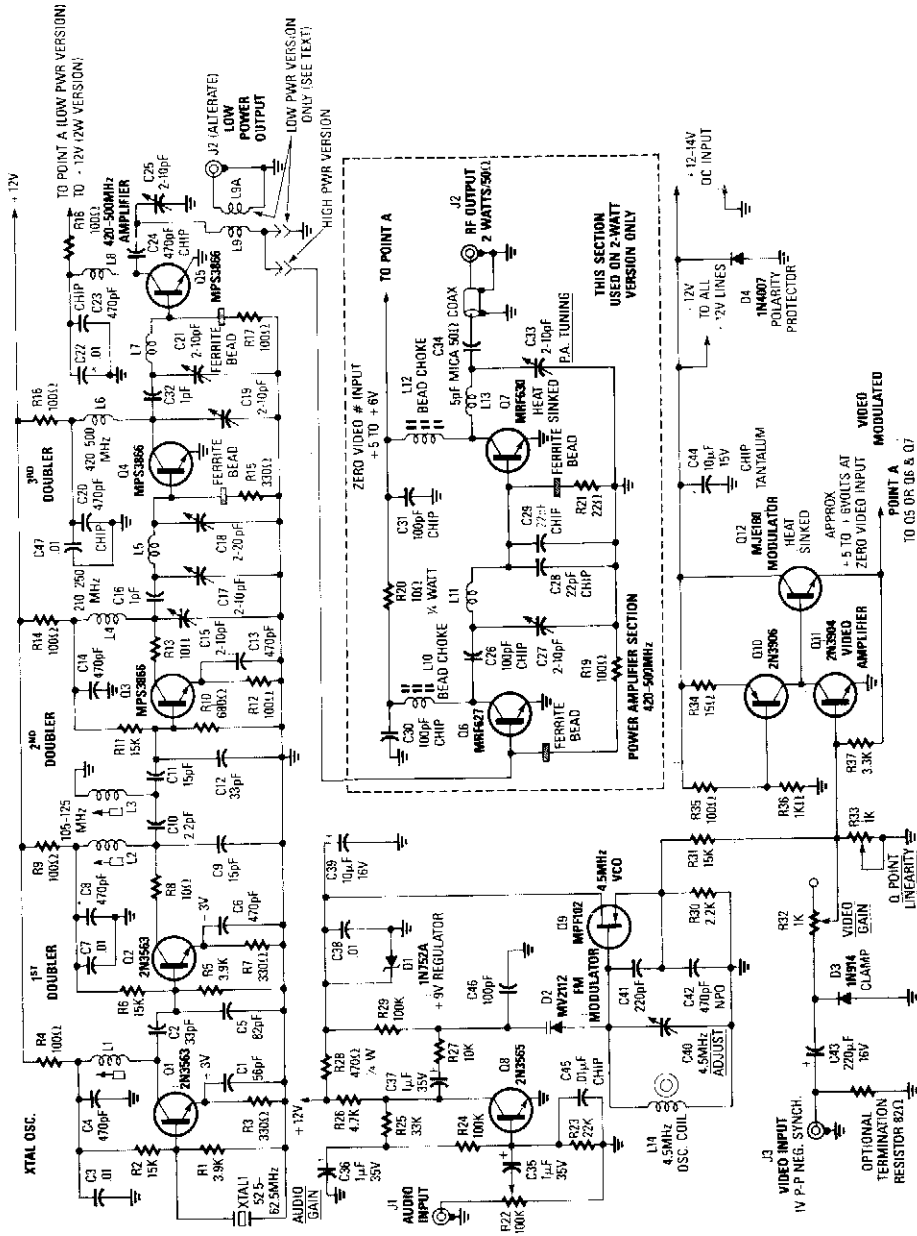 XTAL OSC.
1ST
DOUBLER
2ND
DOUBLER
3RD
DOUBLER
+12V
TO POINT A (LOW PWR VERSION)
TO - 12V (2W VERSION)
R16
100Ω
420-500MHz
AMPLIFIER
R4
100Ω
R9
100Ω
R14
100Ω
R16
100Ω
C3
.01
C4
470pF
L1
R2
15K
R1
3.9K
XTAL1
52.5-
62.5MHz
Q1
2N3563
- 3V
C1
56pF
R3
330Ω
C2
33pF
C5
82pF
R6
15K
R5
3.9K
C7
.01
C8
470pF
Q2
2N3563
- 3V
C6
470pF
R7
330Ω
R8
10Ω
L2
105-125
MHz
L3
C9
15pF
C10
2.2pF
C11
15pF
C12
33pF
R11
15K
R10
680Ω
R12
100Ω
C14
470pF
Q3
MPS3866
R13
10Ω
C15
2-10pF
C13
470pF
210 250
MHz
L4
C16
1pF
C17
2-10pF
L5
C18
2-20pF
C47
.01
C20
470pF
CHIP
Q4
MPS3866
FERRITE
BEAD
R15
330Ω
L6
420 500
MHz
C32
1pF
C19
2-10pF
L7
C21
2-10pF
FERRITE
BEAD
R17
100Ω
C22
.01
CHIP
C23
470pF
L8
Q5
MPS3866
C24
470pF
CHIP
C25
2-10pF
L9
L9A
J2 (ALTERATE)
LOW
POWER
OUTPUT
LOW PWR VERSION
ONLY (SEE TEXT)
HIGH PWR VERSION
ZERO VIDEO # INPUT
+5 TO +6V
TO POINT A
C30
100pF
CHIP
L10
BEAD CHOKE
R20
10Ω
¼ WATT
C31
100pF
CHIP
L12
BEAD CHOKE
Q6
MRF627
FERRITE
BEAD
C26
100pF
CHIP
C27
2-10pF
R19
100Ω
L11
C28
22pF
CHIP
C29
22pF
CHIP
FERRITE
BEAD
R21
22Ω
Q7
MRF630
HEAT
SINKED
L13
C34
5pF MICA
50Ω
COAX
C33
2-10pF
P.A. TUNING
J2
RF OUTPUT
2 WATTS/50Ω
POWER AMPLIFIER SECTION
420-500MHz
THIS SECTION
USED ON 2-WATT
VERSION ONLY
+12V
AUDIO
GAIN
J1
AUDIO
INPUT
R22
100K
C36
1µF
35V
C35
1µF
35V
R26
4.7K
R28
470Ω
¼ W
R25
33K
C37
1µF
35V
R24
100K
R23
22K
C45
.01µF
CHIP
Q8
2N3565
R27
10K
R29
100K
C46
100pF
C38
.01
D1
1N752A
+9V REGULATOR
C39
10µF
16V
D2
MV2112
FM
MODULATOR
Q9
MPF102
4.5MHz
VCO
L14
4.5MHz
OSC COIL
C40
4.5MHz
ADJUST
C41
220pF
C42
470pF
NPO
R30
2.2K
R31
15K
J3
VIDEO INPUT
1V P-P NEG. SYNCH.
OPTIONAL
TERMINATION
RESISTOR 82Ω
C43
220µF
16V
D3
1N914
CLAMP
R32
1K
VIDEO
GAIN
R33
1K
Q POINT
LINEARITY
R37
3.3K
R35
100Ω
R36
1KΩ
R34
15Ω
Q10
2N3906
Q11
2N3904
VIDEO
AMPLIFIER
Q12
MJE180
MODULATOR
HEAT
SINKED
APPROX
+5 TO +6VOLTS AT
ZERO VIDEO INPUT
C44
10µF
15V
CHIP
TANTALUM
- 12V
TO ALL
- 12V LINES
D4
1N4007
POLARITY
PROTECTOR
+12-14V
DC INPUT
VIDEO
MODULATED
POINT A
TO Q5 OR Q6 & Q7